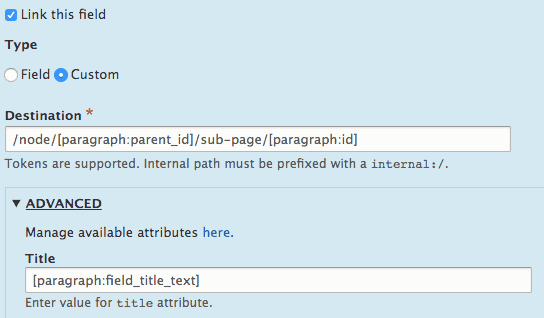 Link this field
Type
Field Custom
Destination *
/node/[paragraph:parent_id]/sub-page/[paragraph:id]
Tokens are supported. Internal path must be prefixed with a internal:/.
▼ ADVANCED
Manage available attributes here.
Title
[paragraph:field_title_text]
Enter value for title attribute.